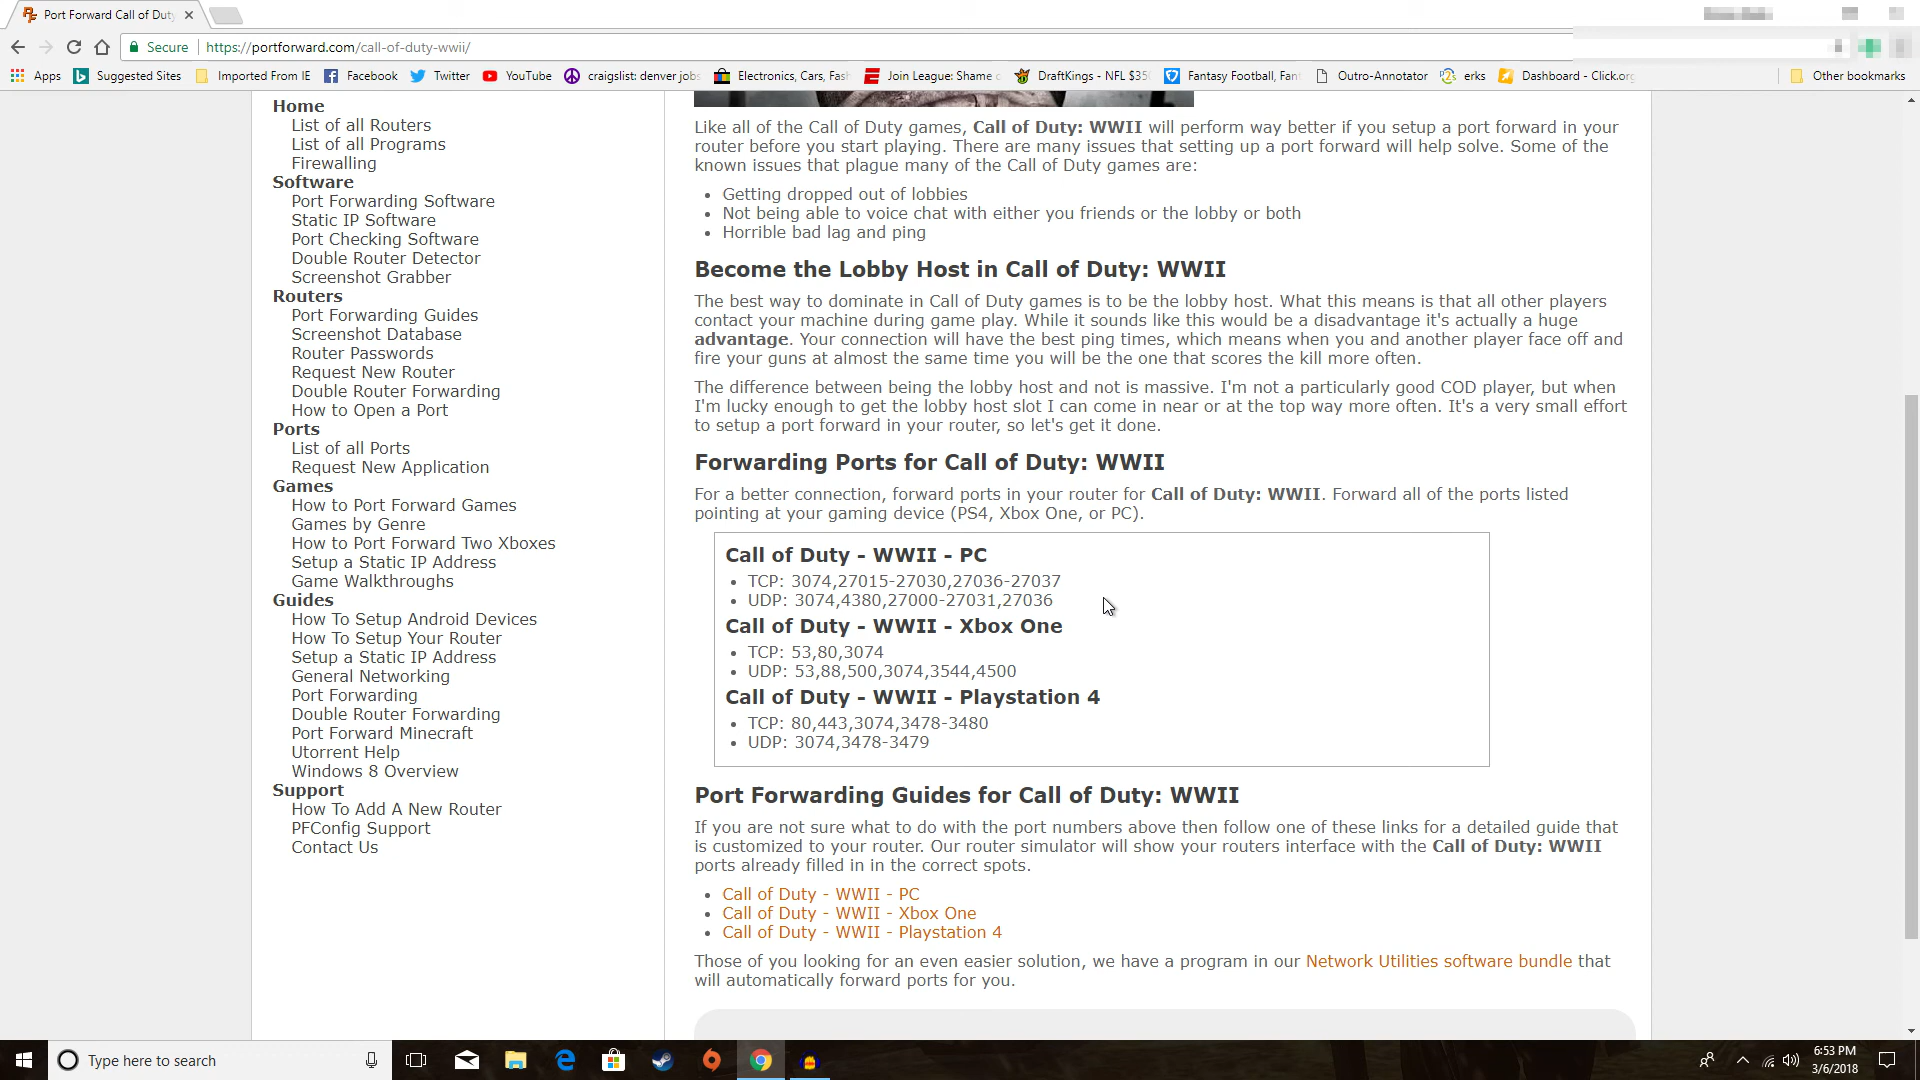 Port Forward Call of Duty
Secure
https://portforward.com/call-of-duty-wwii/
Apps
Suggested Sites
Imported From IE
Facebook
Twitter
YouTube
craigslist: denver jobs
Electronics, Cars, Fash
Join League: Shame
DraftKings - NFL $350
Fantasy Football, Fan
Outro-Annotator
erks
Dashboard - Click.org
Other bookmarks
Home
List of all Routers
List of all Programs
Firewalling
Software
Port Forwarding Software
Static IP Software
Port Checking Software
Double Router Detector
Screenshot Grabber
Routers
Port Forwarding Guides
Screenshot Database
Router Passwords
Request New Router
Double Router Forwarding
How to Open a Port
Ports
List of all Ports
Request New Application
Games
How to Port Forward Games
Games by Genre
How to Port Forward Two Xboxes
Setup a Static IP Address
Game Walkthroughs
Guides
How To Setup Android Devices
How To Setup Your Router
Setup a Static IP Address
General Networking
Port Forwarding
Double Router Forwarding
Port Forward Minecraft
Utorrent Help
Windows 8 Overview
Support
How To Add A New Router
PFConfig Support
Contact Us
Like all of the Call of Duty games, Call of Duty: WWII will perform way better if you setup a port forward in your
router before you start playing. There are many issues that setting up a port forward will help solve. Some of the
known issues that plague many of the Call of Duty games are:
• Getting dropped out of lobbies
• Not being able to voice chat with either you friends or the lobby or both
• Horrible bad lag and ping
Become the Lobby Host in Call of Duty: WWII
The best way to dominate in Call of Duty games is to be the lobby host. What this means is that all other players
contact your machine during game play. While it sounds like this would be a disadvantage it's actually a huge
advantage. Your connection will have the best ping times, which means when you and another player face off and
fire your guns at almost the same time you will be the one that scores the kill more often.
The difference between being the lobby host and not is massive. I'm not a particularly good COD player, but when
I'm lucky enough to get the lobby host slot I can come in near or at the top way more often. It's a very small effort
to setup a port forward in your router, so let's get it done.
Forwarding Ports for Call of Duty: WWII
For a better connection, forward ports in your router for Call of Duty: WWII. Forward all of the ports listed
pointing at your gaming device (PS4, Xbox One, or PC).
Call of Duty - WWII - PC
• TCP: 3074,27015-27030,27036-27037
• UDP: 3074,4380,27000-27031,27036
Call of Duty - WWII - Xbox One
• TCP: 53,80,3074
• UDP: 53,88,500,3074,3544,4500
Call of Duty - WWII - Playstation 4
• TCP: 80,443,3074,3478-3480
• UDP: 3074,3478-3479
Port Forwarding Guides for Call of Duty: WWII
If you are not sure what to do with the port numbers above then follow one of these links for a detailed guide that
is customized to your router. Our router simulator will show your routers interface with the Call of Duty: WWII
ports already filled in in the correct spots.
• Call of Duty - WWII - PC
• Call of Duty - WWII - Xbox One
• Call of Duty - WWII - Playstation 4
Those of you looking for an even easier solution, we have a program in our Network Utilities software bundle that
will automatically forward ports for you.
Type here to search
6:53 PM
3/6/2018